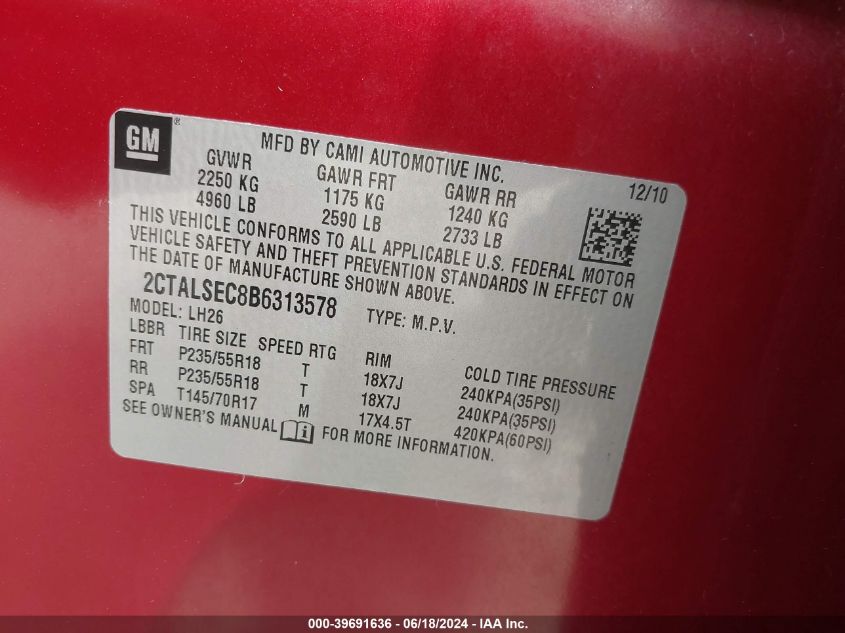 GM ®
MFD BY CAMI AUTOMOTIVE INC.
GVWR GAWR FRT GAWR RR 12/10
2250 KG 1175 KG 1240 KG
4960 LB 2590 LB 2733 LB
THIS VEHICLE CONFORMS TO ALL APPLICABLE U.S. FEDERAL MOTOR
VEHICLE SAFETY AND THEFT PREVENTION STANDARDS IN EFFECT ON
THE DATE OF MANUFACTURE SHOWN ABOVE.
2CTALSEC8B6313578 TYPE: M.P.V.
MODEL: LH26
LBBR TIRE SIZE SPEED RTG RIM COLD TIRE PRESSURE
FRT P235/55R18 T 18X7J 240KPA(35PSI)
RR P235/55R18 T 18X7J 240KPA(35PSI)
SPA T145/70R17 M 17X4.5T 420KPA(60PSI)
SEE OWNER'S MANUAL FOR MORE INFORMATION.
000-39691636 - 06/18/2024 - IAA Inc.